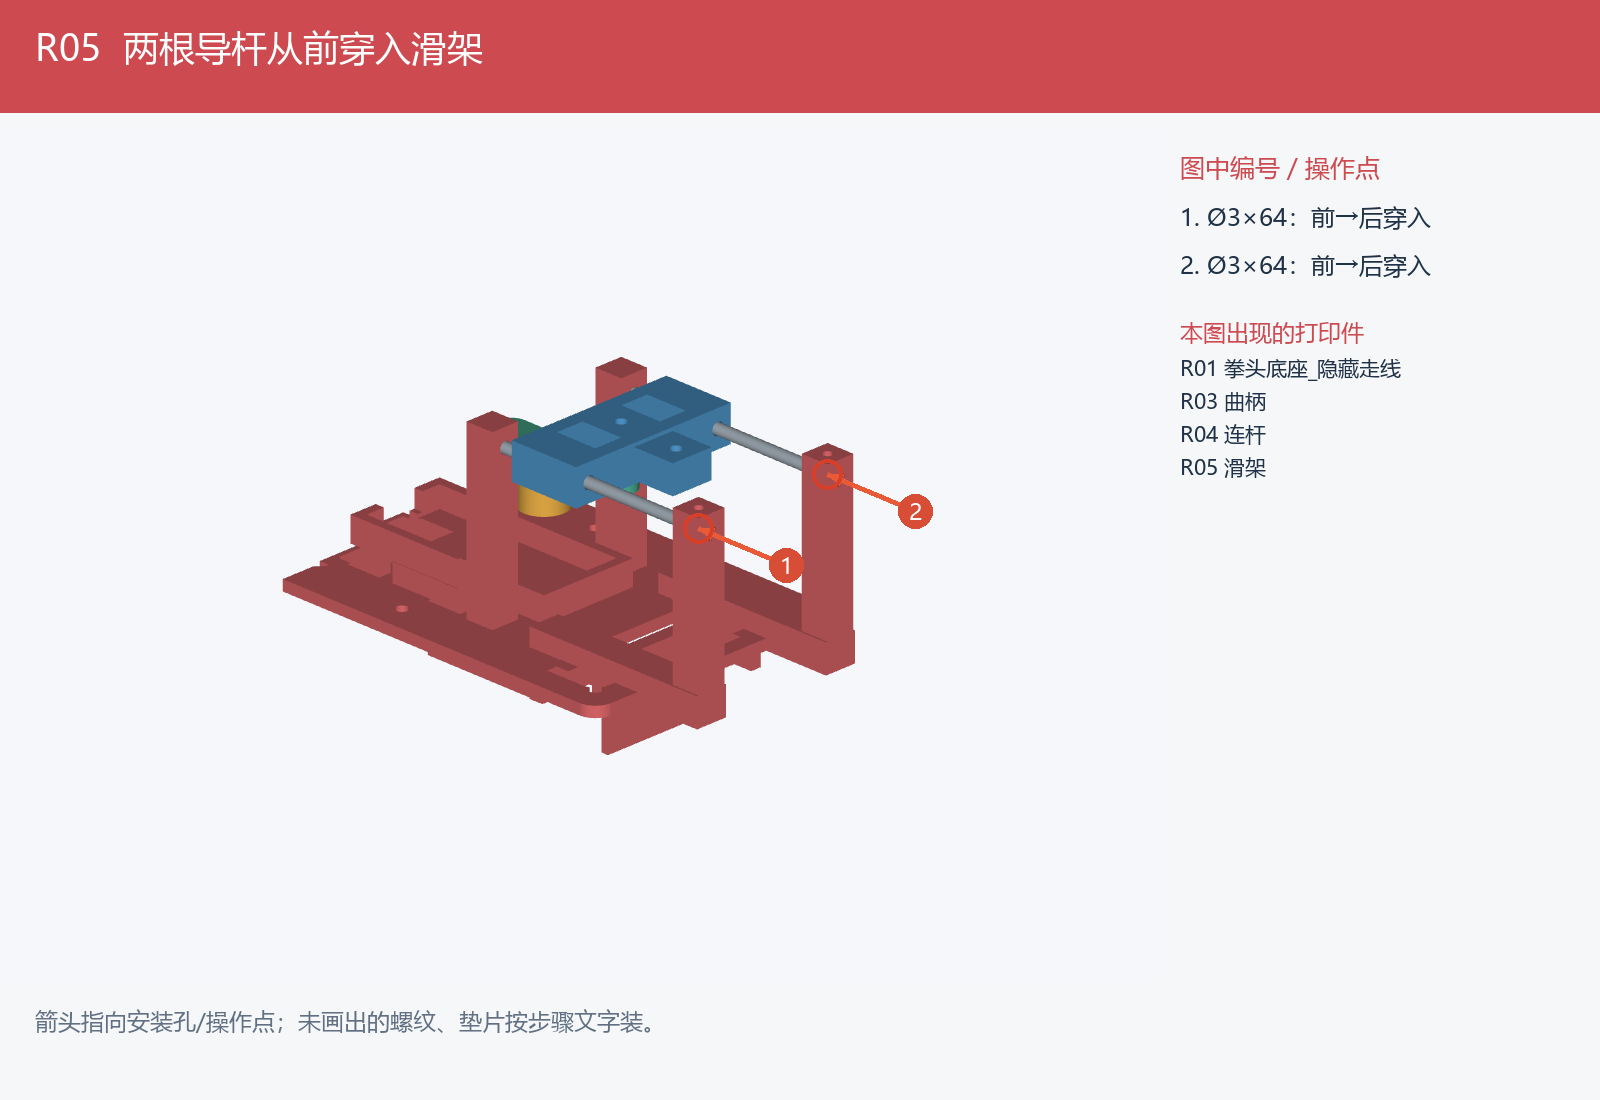 R05 两根导杆从前穿入滑架
图中编号 / 操作点
1. Ø3×64：前→后穿入
2. Ø3×64：前→后穿入
本图出现的打印件
R01 拳头底座_隐藏走线
R03 曲柄
R04 连杆
R05 滑架
2
1
箭头指向安装孔/操作点；未画出的螺纹、垫片按步骤文字装。